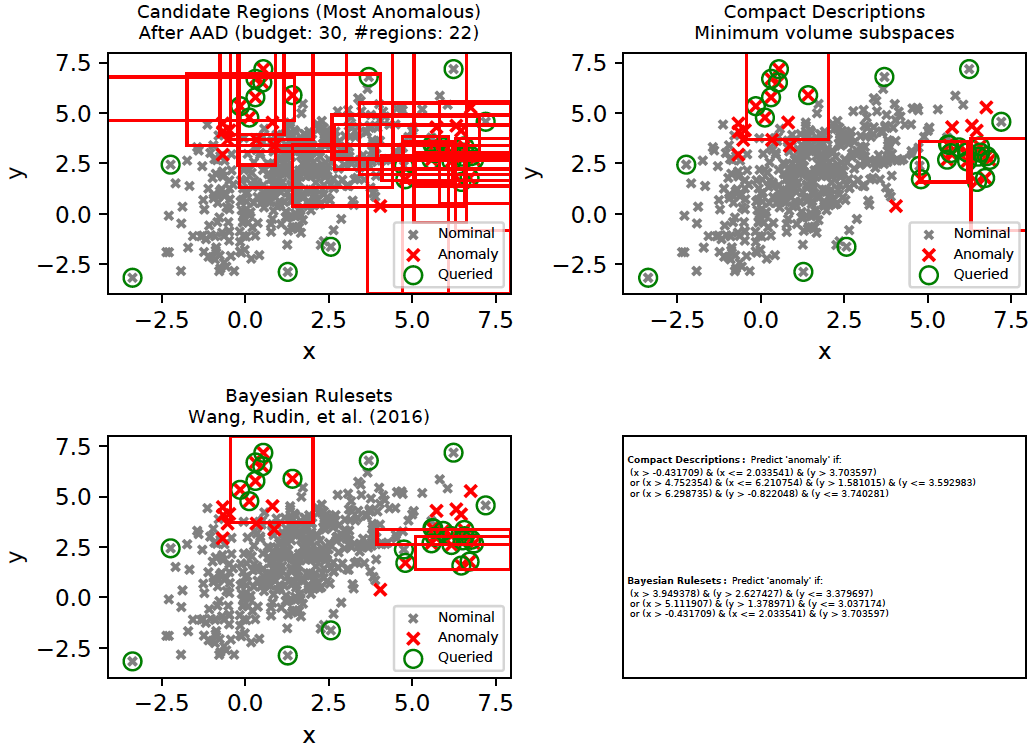 Candidate Regions (Most Anomalous)
After AAD (budget: 30, #regions: 22)
7.5
5.0
2.5
0.0
−2.5
y
−2.5
0.0
2.5
5.0
7.5
x
Nominal
Anomaly
Queried
Compact Descriptions
Minimum volume subspaces
7.5
5.0
2.5
0.0
−2.5
y
−2.5
0.0
2.5
5.0
7.5
x
Nominal
Anomaly
Queried
Bayesian Rulesets
Wang, Rudin, et al. (2016)
7.5
5.0
2.5
0.0
−2.5
y
−2.5
0.0
2.5
5.0
7.5
x
Nominal
Anomaly
Queried
Compact Descriptions: Predict 'anomaly' if:
(x > -0.431709) & (x <= 2.033541) & (y > 3.703597)
or (x > 4.752354) & (x <= 6.210754) & (y > 1.581015) & (y <= 3.592983)
or (x > 6.298735) & (y > -0.822048) & (y <= 3.740281)
Bayesian Rulesets: Predict 'anomaly' if:
(x > 3.949378) & (y > 2.627427) & (y <= 3.379697)
or (x > 5.111907) & (y > 1.378971) & (y <= 3.037174)
or (x > -0.431709) & (x <= 2.033541) & (y > 3.703597)